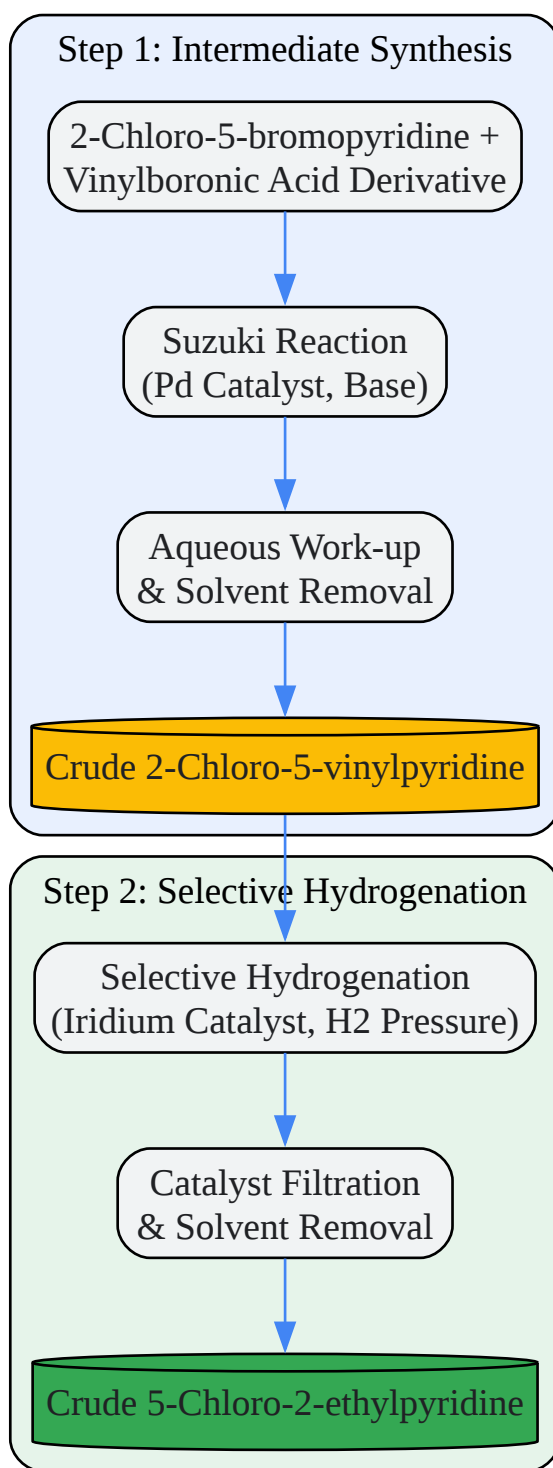 Step 1: Intermediate Synthesis
2-Chloro-5-bromopyridine +
Vinylboronic Acid Derivative
Suzuki Reaction
(Pd Catalyst, Base)
Aqueous Work-up
& Solvent Removal
Crude 2-Chloro-5-vinylpyridine
Step 2: Selective Hydrogenation
Selective Hydrogenation
(Iridium Catalyst, H2 Pressure)
Catalyst Filtration
& Solvent Removal
Crude 5-Chloro-2-ethylpyridine